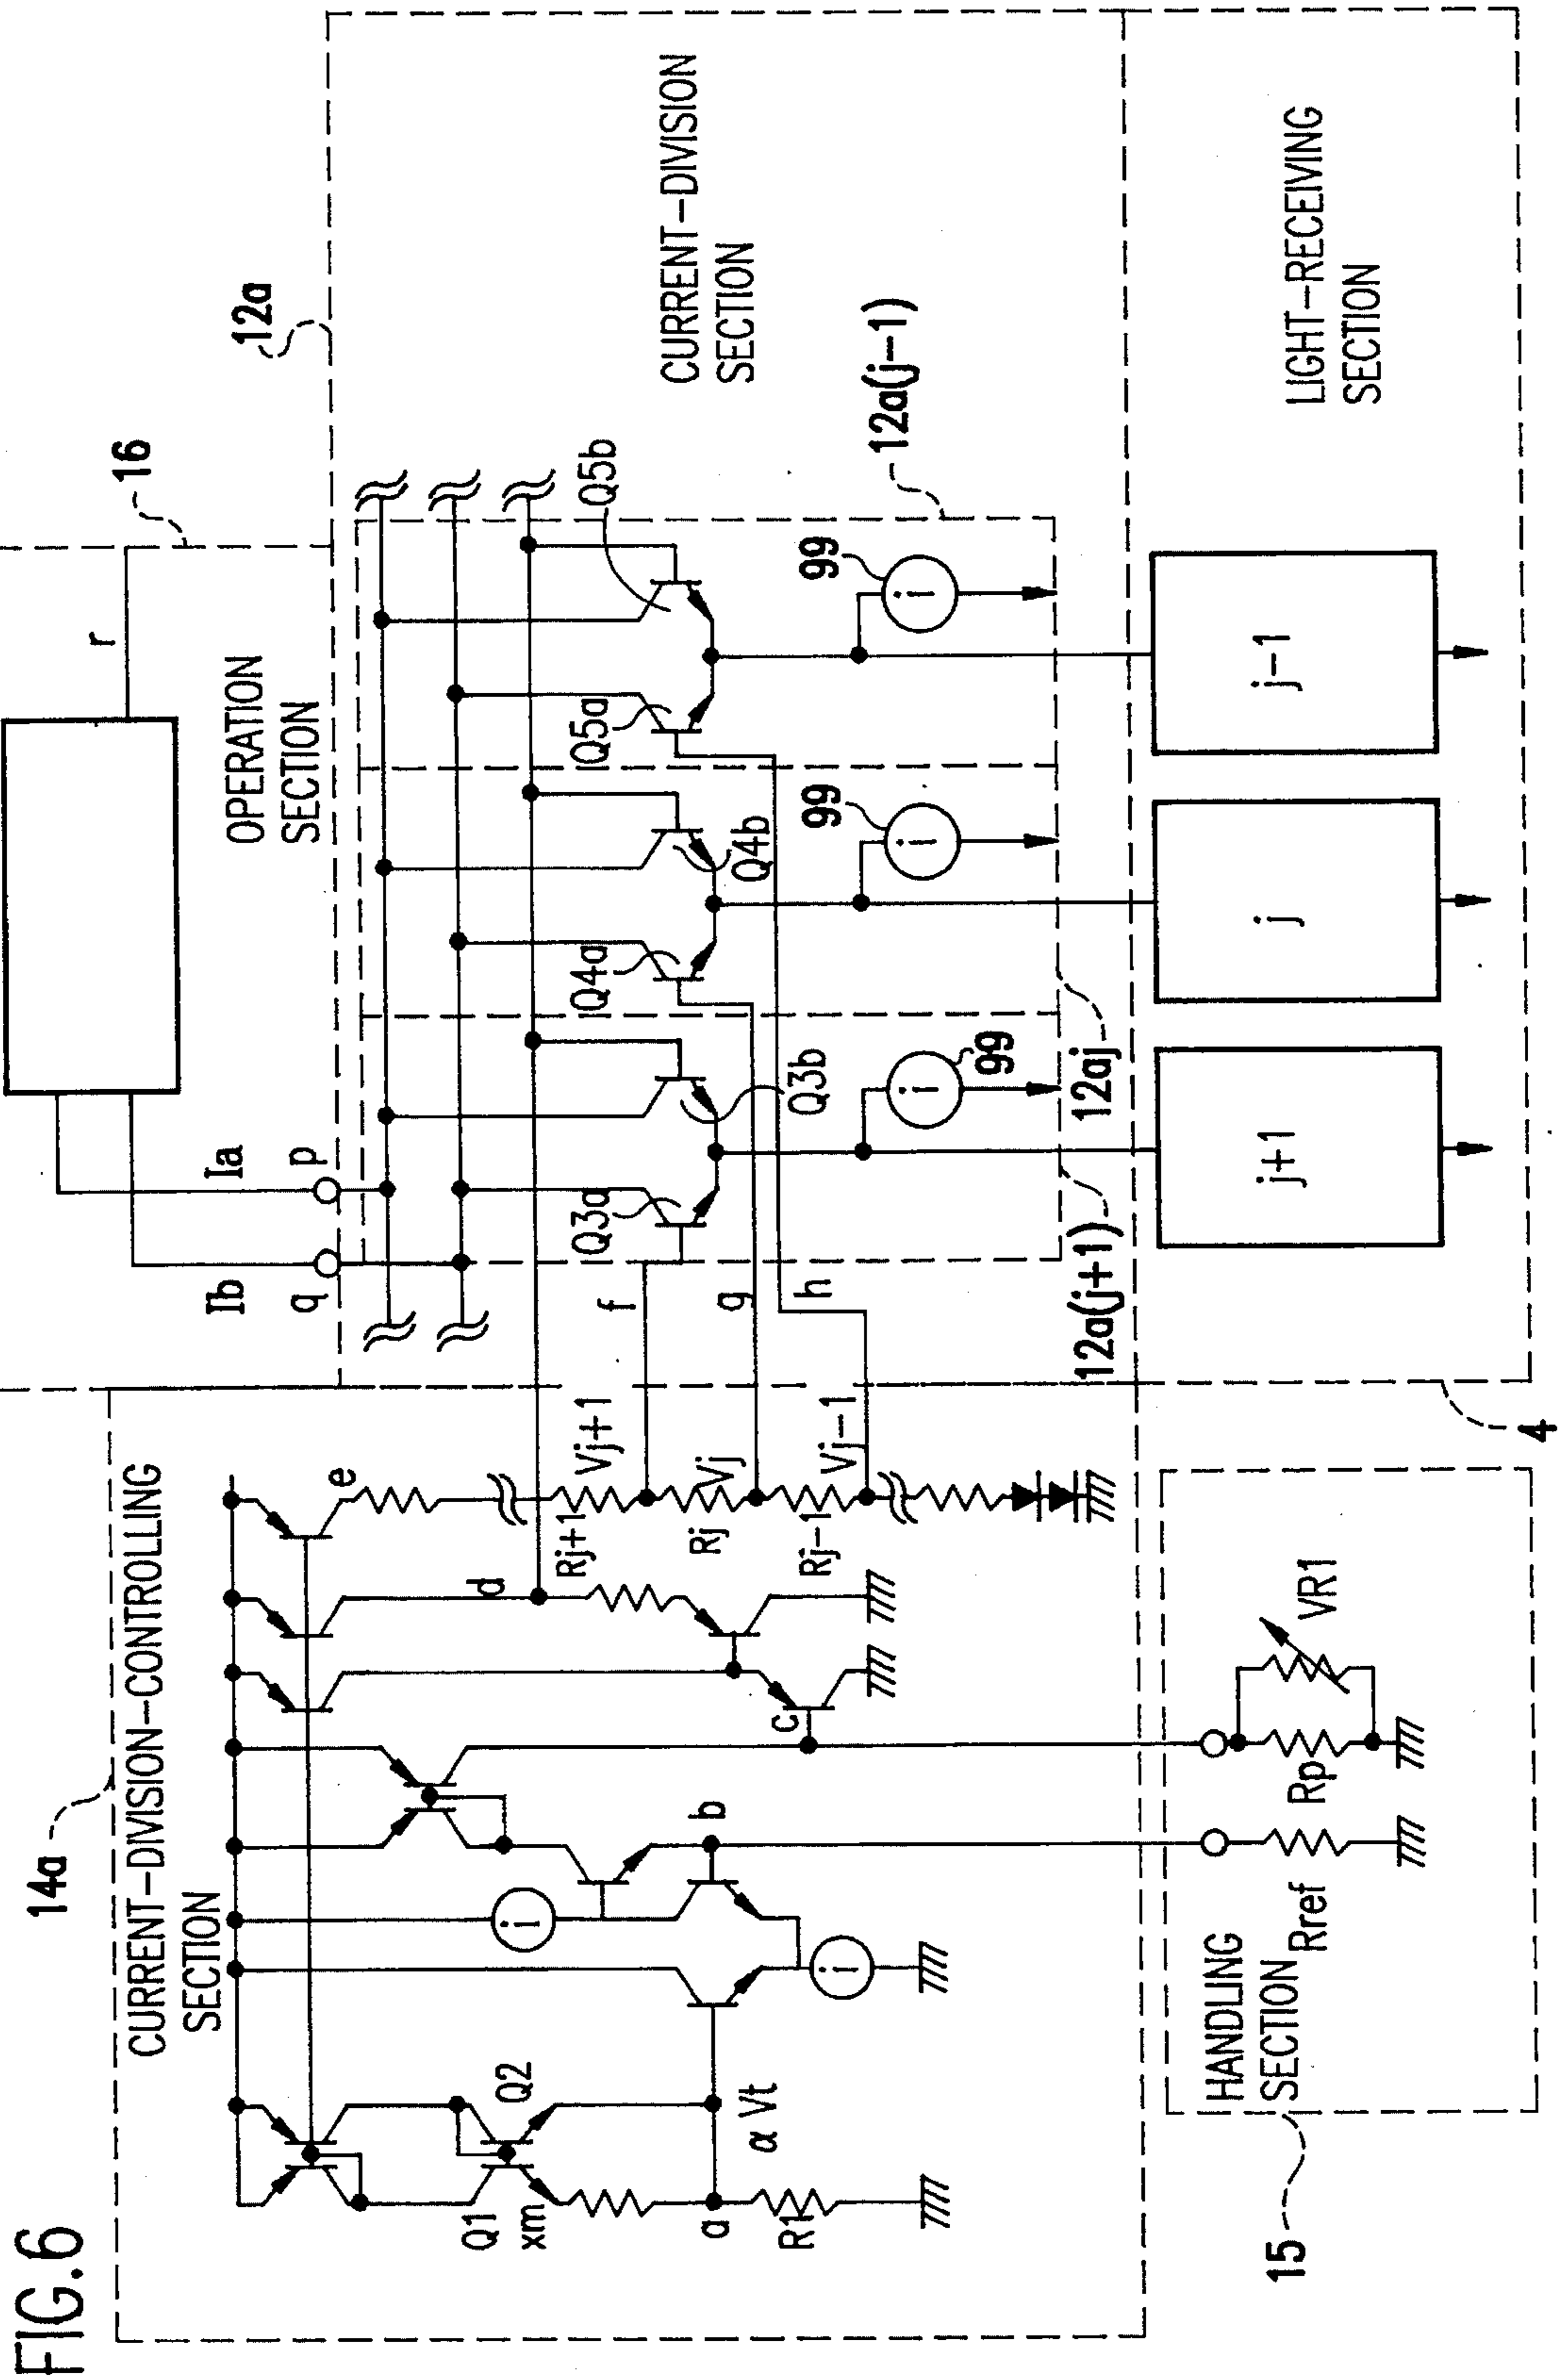 FIG.6
14a
CURRENT-DIVISION-CONTROLLING
SECTION
Q1
xm
Q2
a
R1
α Vt
i
i
b
c
d
e
Rj+1
Rj
Rj-1
Vj+1
Vj
Vj-1
f
g
h
15
HANDLING
SECTION
Rref
Rp
VR1
16
OPERATION
SECTION
r
Ia
Ib
p
q
12a
CURRENT-DIVISION
SECTION
Q3a
Q3b
Q4a
Q4b
Q5a
Q5b
i
99
i
99
i
99
12a(j+1)
12aj
12a(j-1)
LIGHT-RECEIVING
SECTION
j+1
j
j-1
4